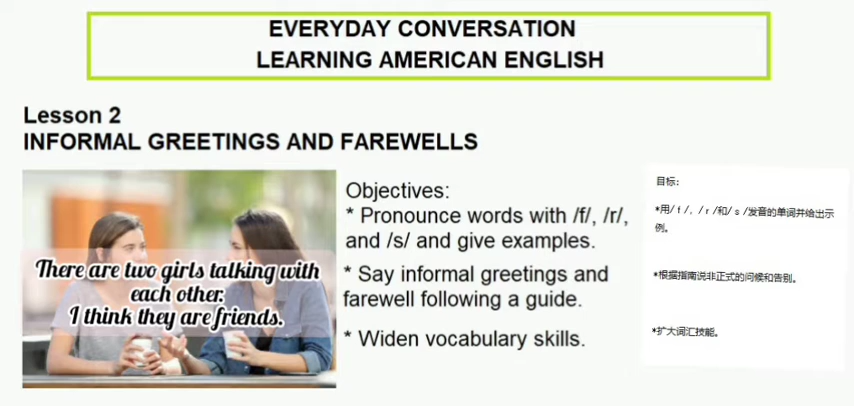 EVERYDAY CONVERSATION
LEARNING AMERICAN ENGLISH
Lesson 2
INFORMAL GREETINGS AND FAREWELLS
There are two girls talking with
each other.
I think they are friends.
Objectives:
* Pronounce words with /f/, /r/,
and /s/ and give examples.
* Say informal greetings and
farewell following a guide.
* Widen vocabulary skills.
目标：
*用/ f /，/ r /和/ s /发音的单词并给出示
例。
*根据指南说非正式的问候和告别。
*扩大词汇技能。